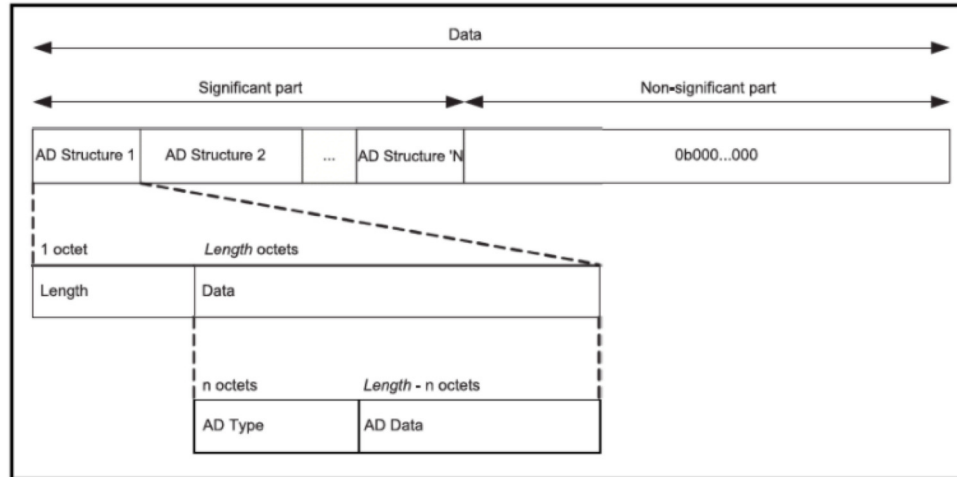 Data
Significant part Non-significant part
AD Structure 1 AD Structure 2 ... AD Structure 'N 0b000...000
1 octet Length octets
Length Data
n octets Length - n octets
AD Type AD Data